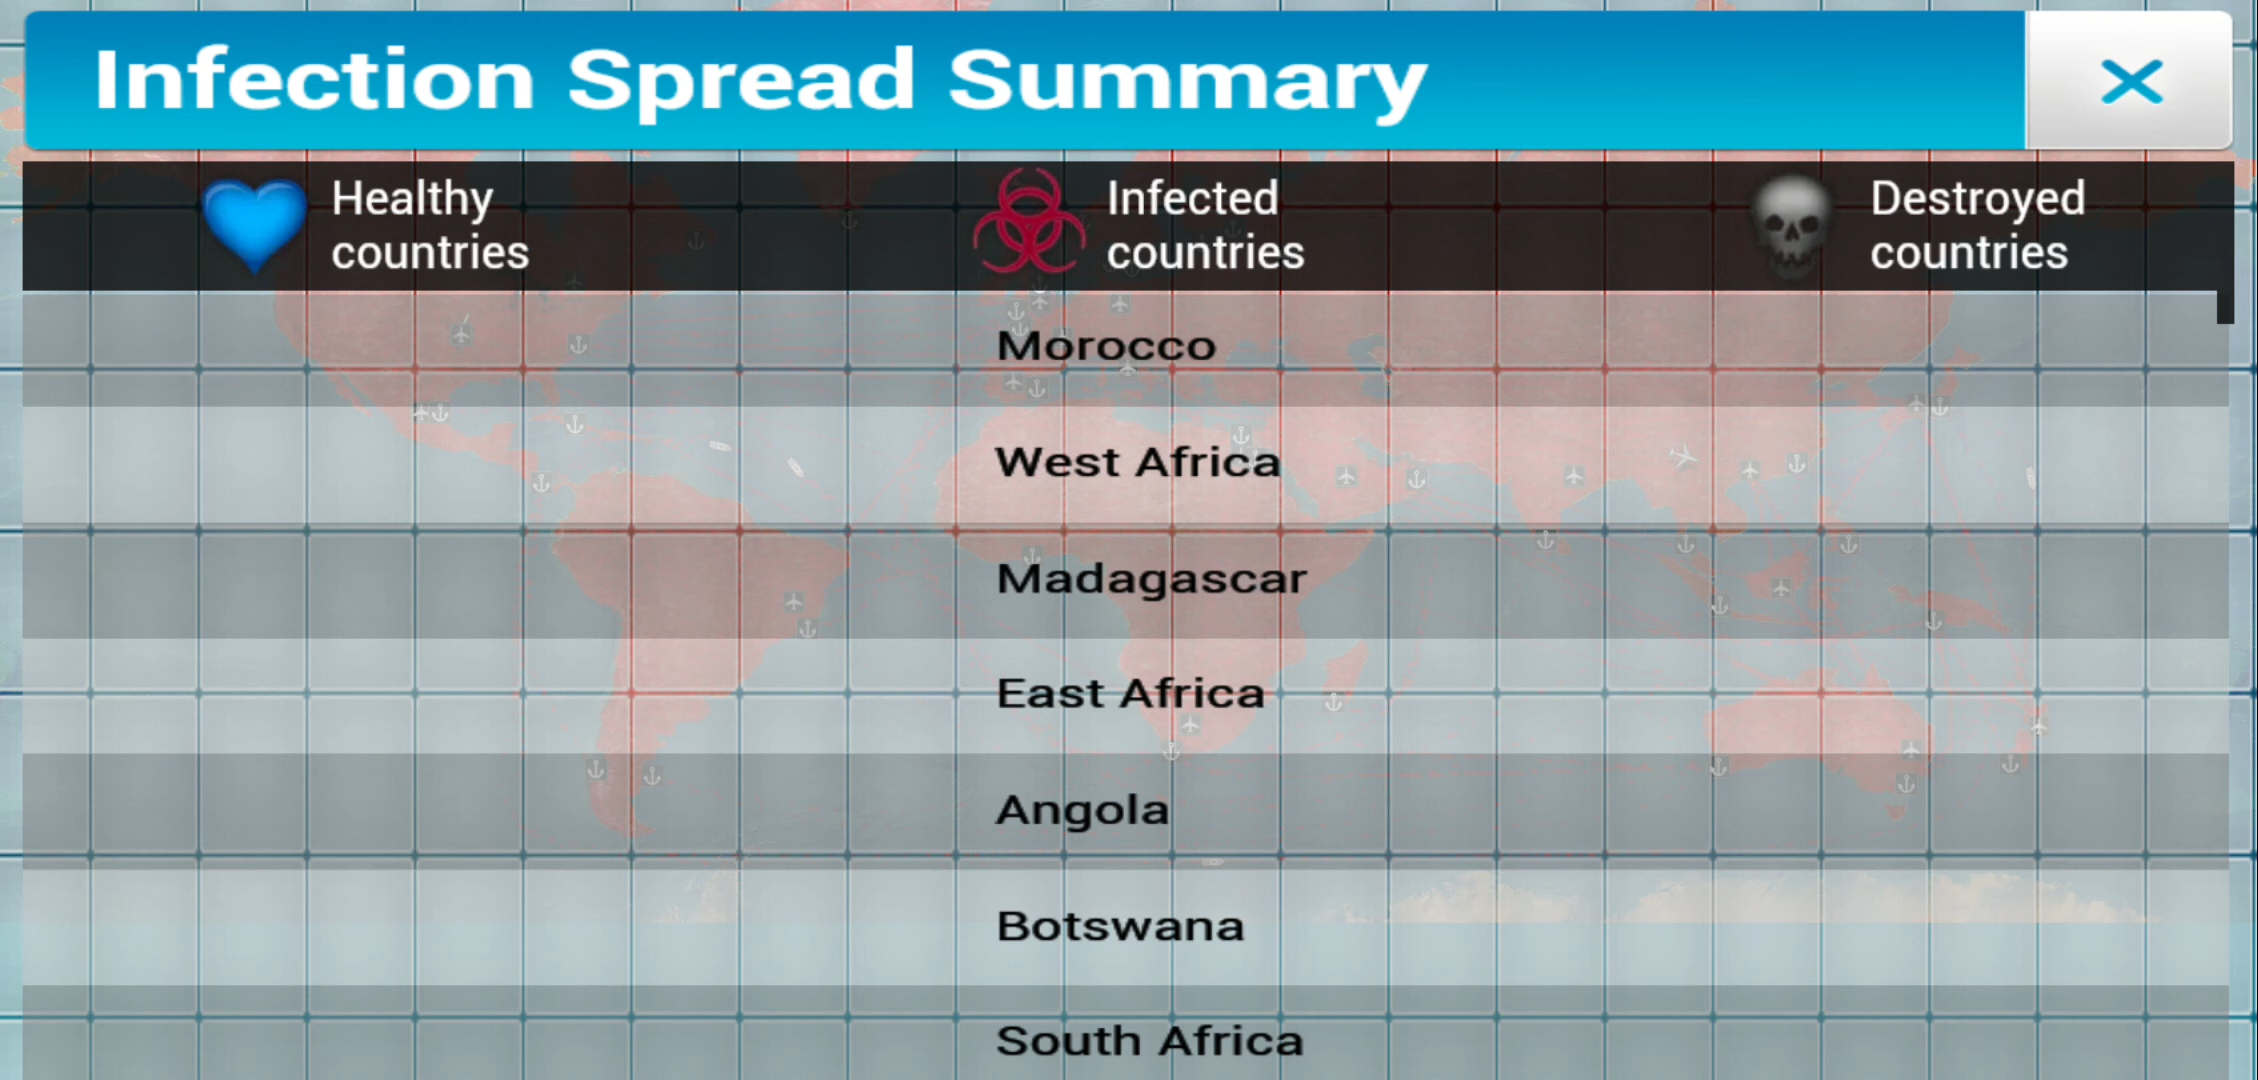 Infection Spread Summary
Healthy
countries
Infected
countries
Destroyed
countries
Morocco
West Africa
Madagascar
East Africa
Angola
Botswana
South Africa